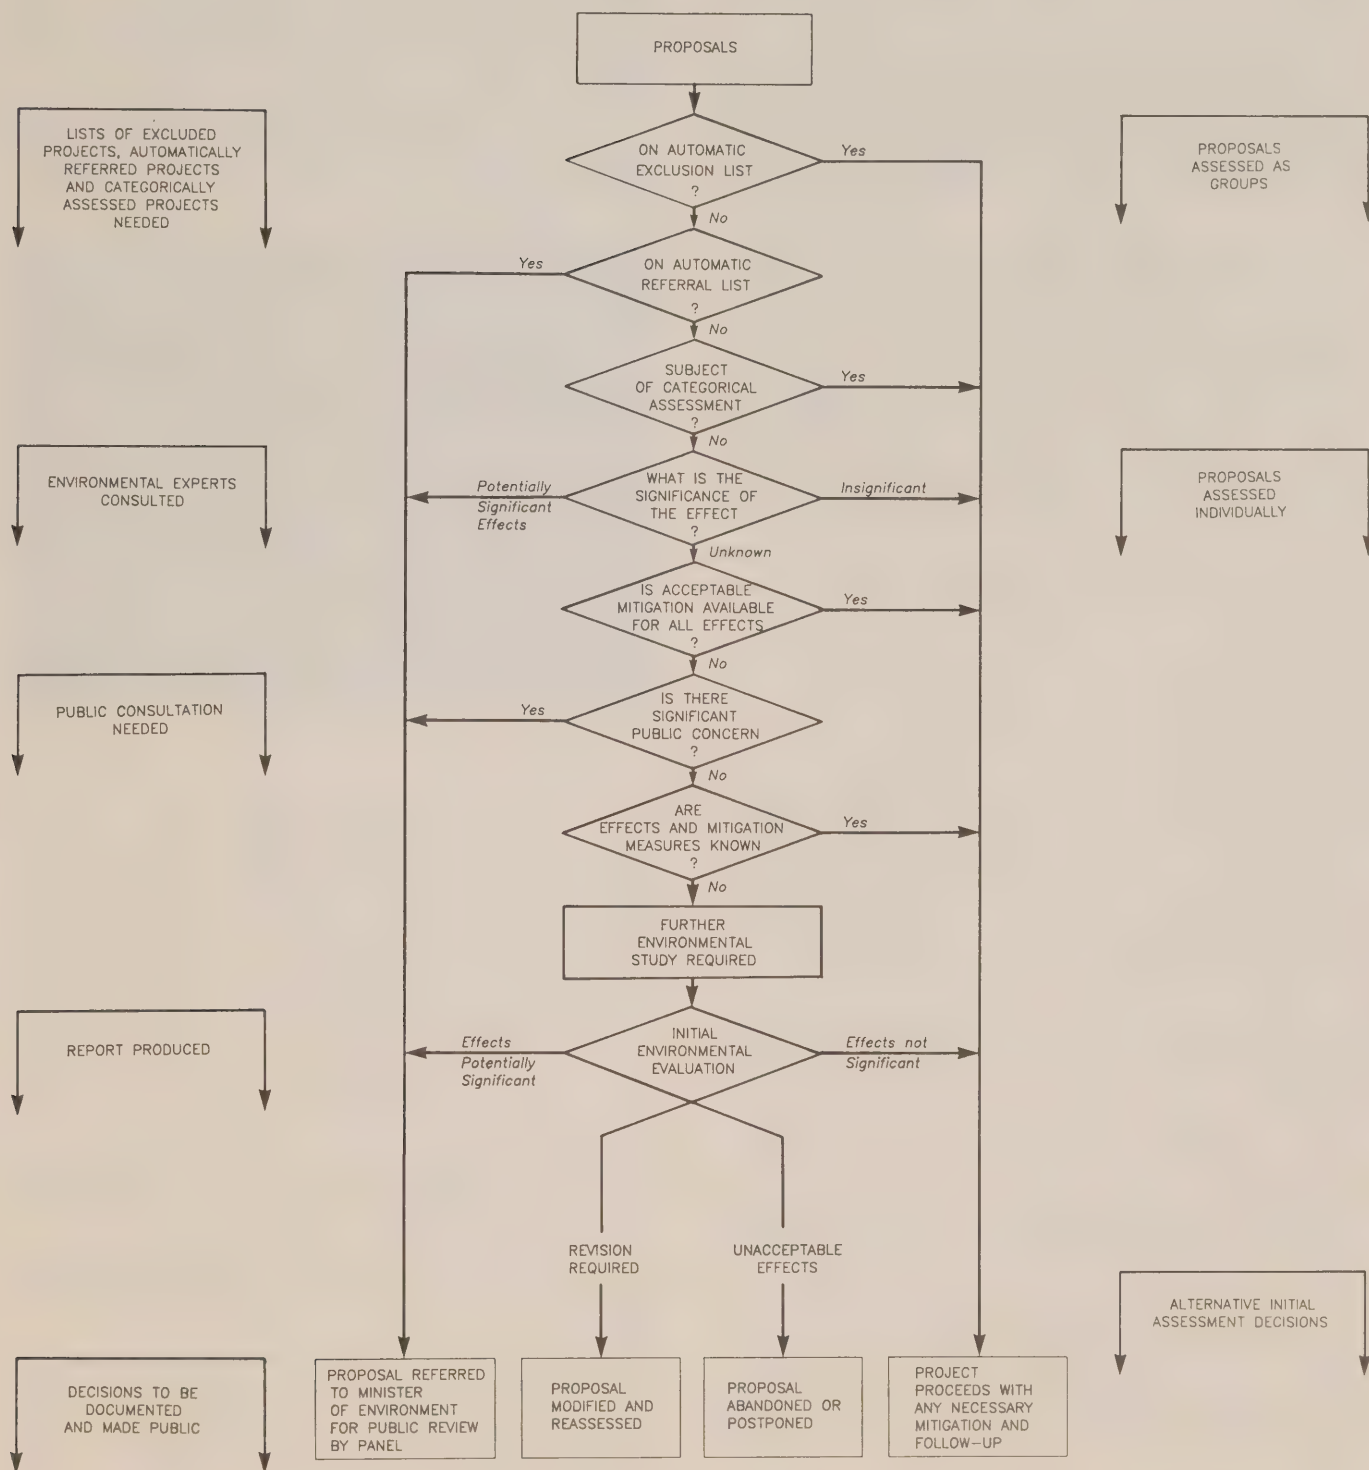 PROPOSALS
LISTS OF EXCLUDED
PROJECTS, AUTOMATICALLY
REFERRED PROJECTS
AND CATEGORICALLY
ASSESSED PROJECTS
NEEDED
ON AUTOMATIC
EXCLUSION LIST
?
Yes
No
PROPOSALS
ASSESSED AS
GROUPS
ON AUTOMATIC
REFERRAL LIST
?
Yes
No
SUBJECT
OF CATEGORICAL
ASSESSMENT
?
Yes
No
ENVIRONMENTAL EXPERTS
CONSULTED
Potentially
Significant
Effects
WHAT IS THE
SIGNIFICANCE OF
THE EFFECT
?
Insignificant
Unknown
PROPOSALS
ASSESSED
INDIVIDUALLY
IS ACCEPTABLE
MITIGATION AVAILABLE
FOR ALL EFFECTS
?
Yes
No
PUBLIC CONSULTATION
NEEDED
Yes
IS THERE
SIGNIFICANT
PUBLIC CONCERN
?
No
ARE
EFFECTS AND MITIGATION
MEASURES KNOWN
?
Yes
No
FURTHER
ENVIRONMENTAL
STUDY REQUIRED
REPORT PRODUCED
Effects
Potentially
Significant
INITIAL
ENVIRONMENTAL
EVALUATION
Effects not
Significant
REVISION
REQUIRED
UNACCEPTABLE
EFFECTS
ALTERNATIVE INITIAL
ASSESSMENT DECISIONS
DECISIONS TO BE
DOCUMENTED
AND MADE PUBLIC
PROPOSAL REFERRED
TO MINISTER
OF ENVIRONMENT
FOR PUBLIC REVIEW
BY PANEL
PROPOSAL
MODIFIED AND
REASSESSED
PROPOSAL
ABANDONED OR
POSTPONED
PROJECT
PROCEEDS WITH
ANY NECESSARY
MITIGATION AND
FOLLOW-UP